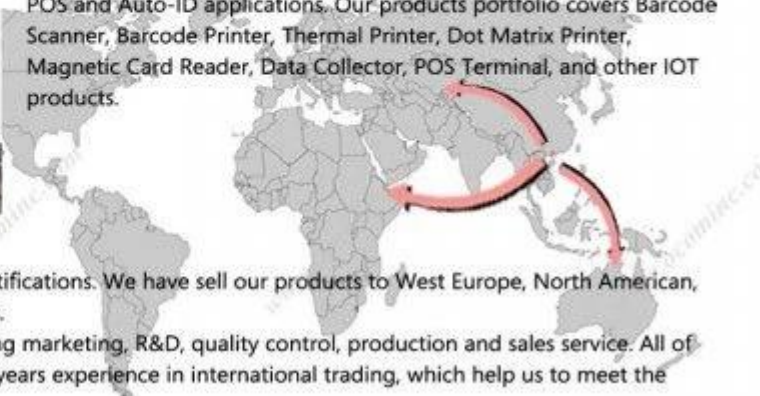 POS and Auto-ID applications. Our products portfolio covers Barcode
Scanner, Barcode Printer, Thermal Printer, Dot Matrix Printer,
Magnetic Card Reader, Data Collector, POS Terminal, and other IOT
products.
tifications. We have sell our products to West Europe, North American,
g marketing, R&D, quality control, production and sales service. All of
years experience in international trading, which help us to meet the